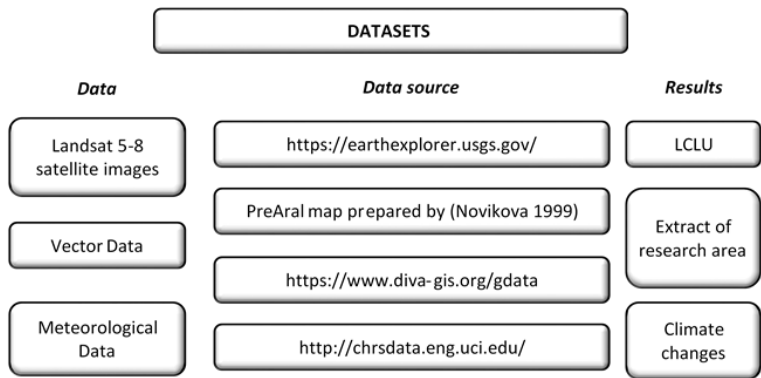 DATASETS
Data
Data source
Results
Landsat 5-8
satellite images
https://earthexplorer.usgs.gov/
LCLU
PreAral map prepared by (Novikova 1999)
Extract of
research area
Vector Data
https://www.diva-gis.org/gdata
Meteorological
Data
http://chrsdata.eng.uci.edu/
Climate
changes